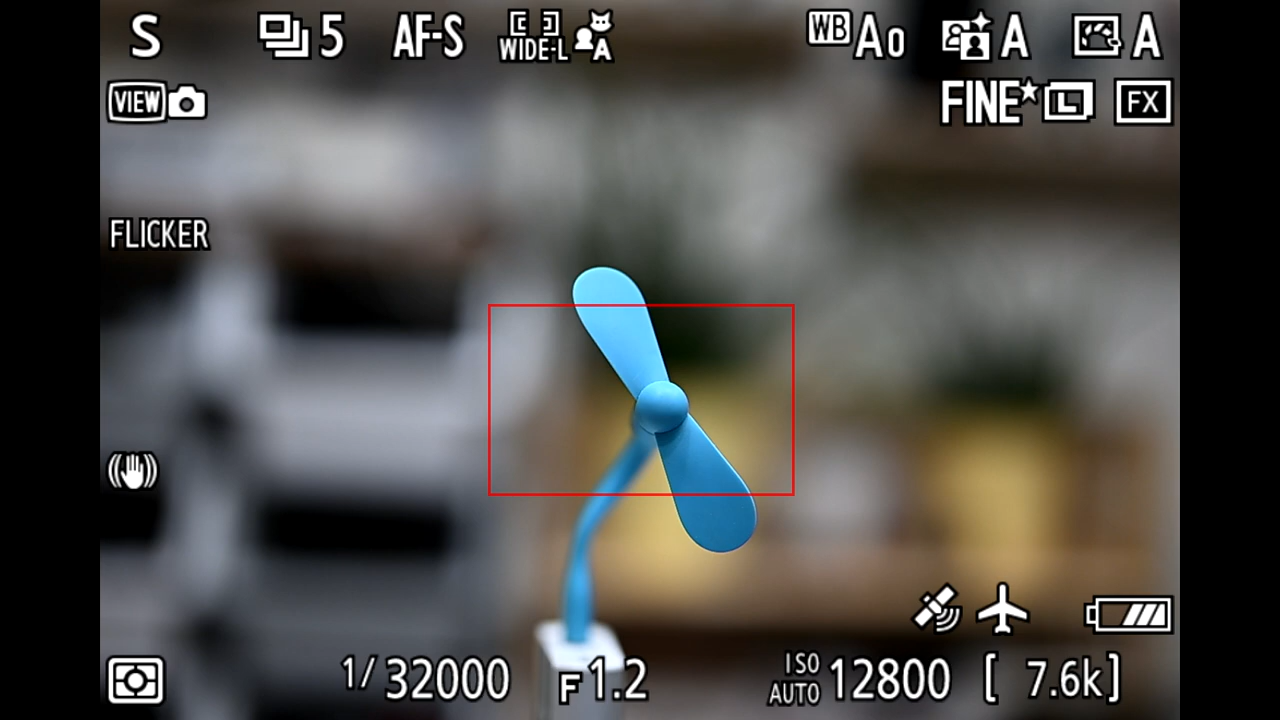 S 5 AF-S WIDE-L A WB A0 A A
VIEW FINE★ L FX
FLICKER
1/32000 F1.2 ISO AUTO 12800 [ 7.6k]